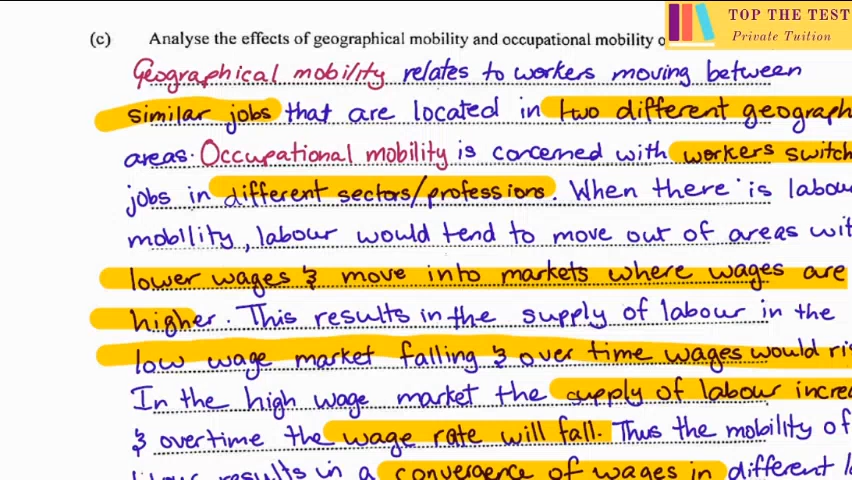 TOP THE TEST
Private Tuition
(c) Analyse the effects of geographical mobility and occupational mobility o
Geographical mobility relates to workers moving between
similar jobs that are located in two different geograph
areas. Occupational mobility is concerned with workers switch
jobs in different sectors/professions. When there is labou
mobility, labour would tend to move out of areas wit
lower wages & move into markets where wages are
higher. This results in the supply of labour in the
low wage market falling & over time wages would ri
In the high wage market the supply of labour increa
& overtime the wage rate will fall. Thus the mobility of
results in a convergence of wages in different l